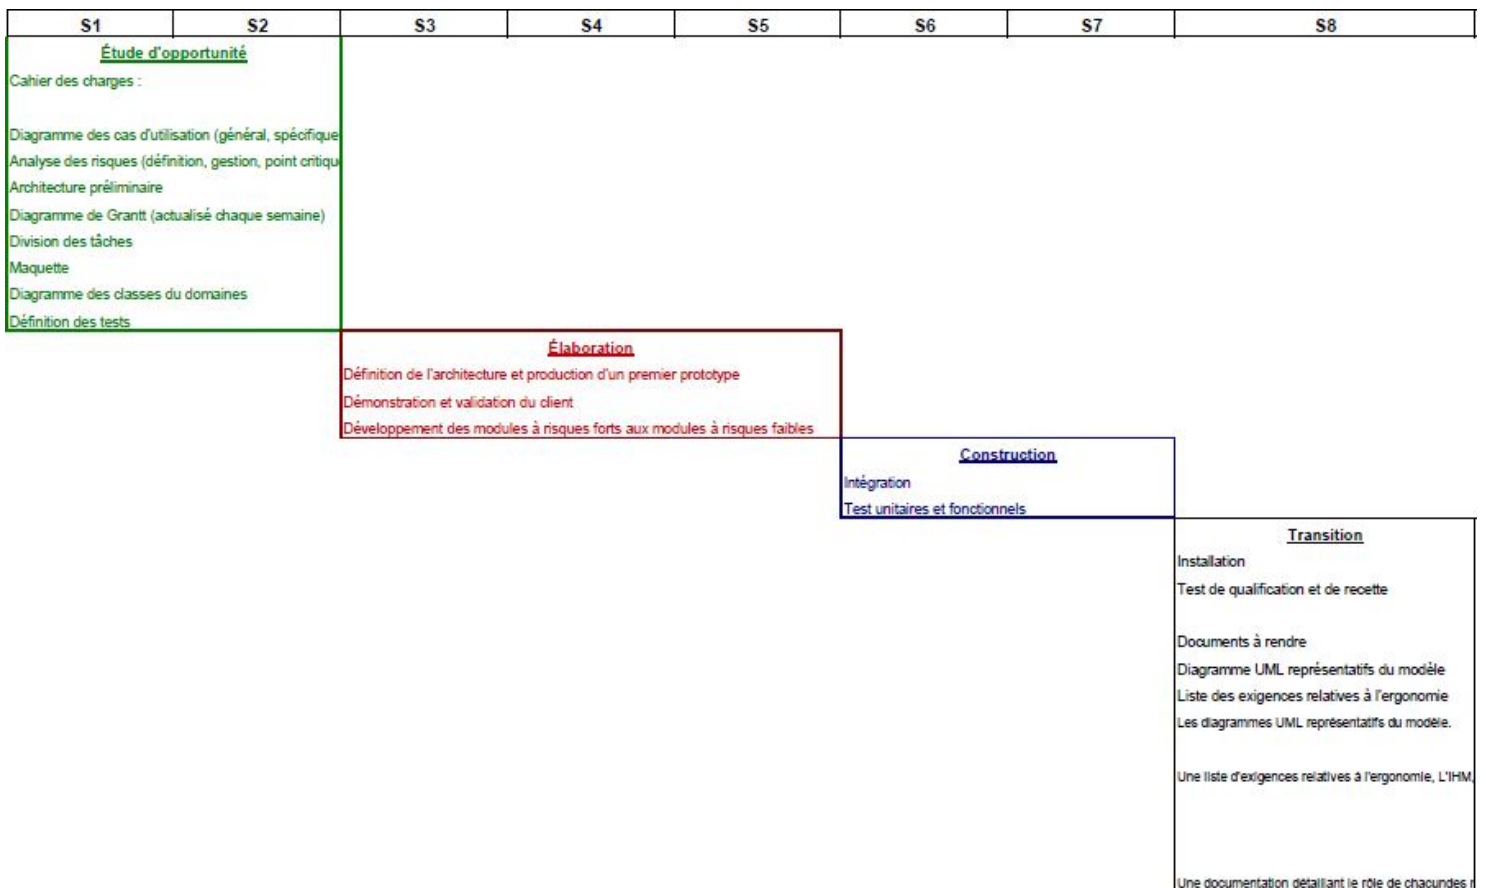 S1 S2 S3 S4 S5 S6 S7 S8
Étude d'opportunité
Cahier des charges :
Diagramme des cas d'utilisation (général, spécifique
Analyse des risques (définition, gestion, point critiqu
Architecture préliminaire
Diagramme de Grantt (actualisé chaque semaine)
Division des tâches
Maquette
Diagramme des classes du domaines
Définition des tests
Élaboration
Définition de l'architecture et production d'un premier prototype
Démonstration et validation du client
Développement des modules à risques forts aux modules à risques faibles
Construction
Intégration
Test unitaires et fonctionnels
Transition
Installation
Test de qualification et de recette
Documents à rendre
Diagramme UML représentatifs du modèle
Liste des exigences relatives à l'ergonomie
Les diagrammes UML représentatifs du modèle.
Une liste d'exigences relatives à l'ergonomie, L'IHM,
Une documentation détaillant le rôle de chacundes